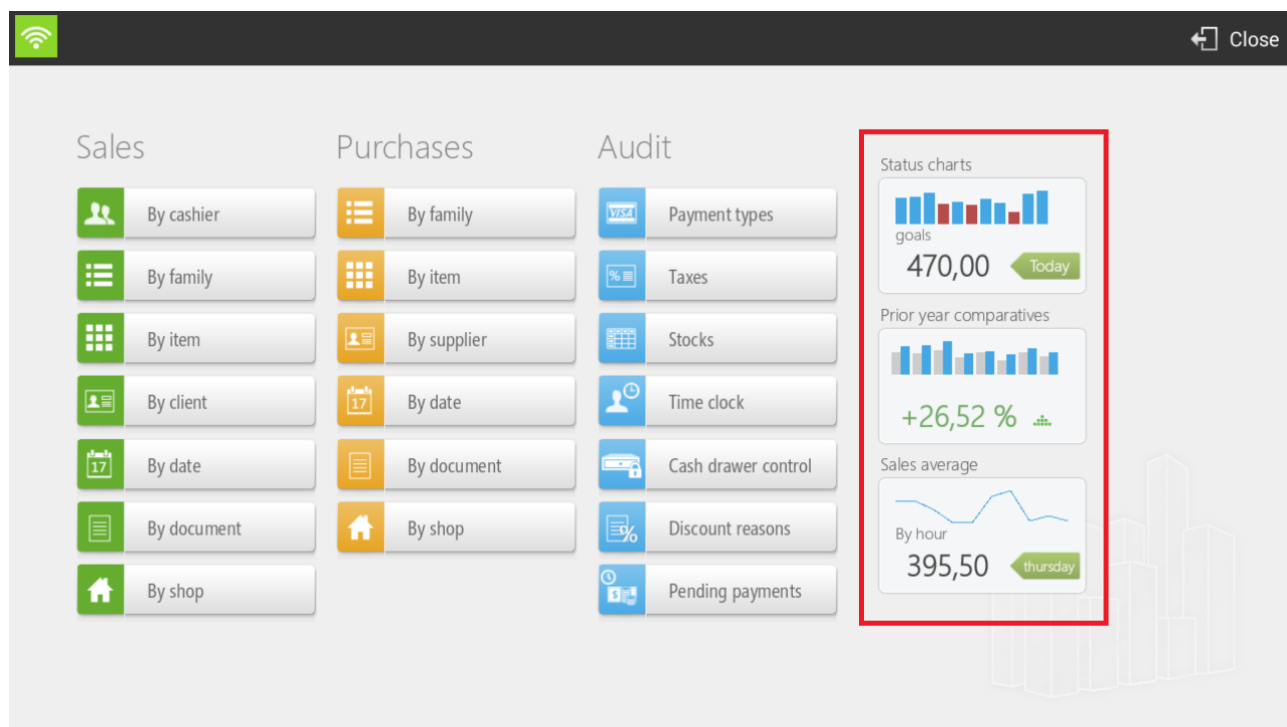 Close
Sales
By cashier
By family
By item
By client
By date
By document
By shop
Purchases
By family
By item
By supplier
By date
By document
By shop
Audit
Payment types
Taxes
Stocks
Time clock
Cash drawer control
Discount reasons
Pending payments
17
17
VISA
%
%
$
Status charts
goals
470,00 Today
Prior year comparatives
+26,52 %
Sales average
By hour
395,50 thursday